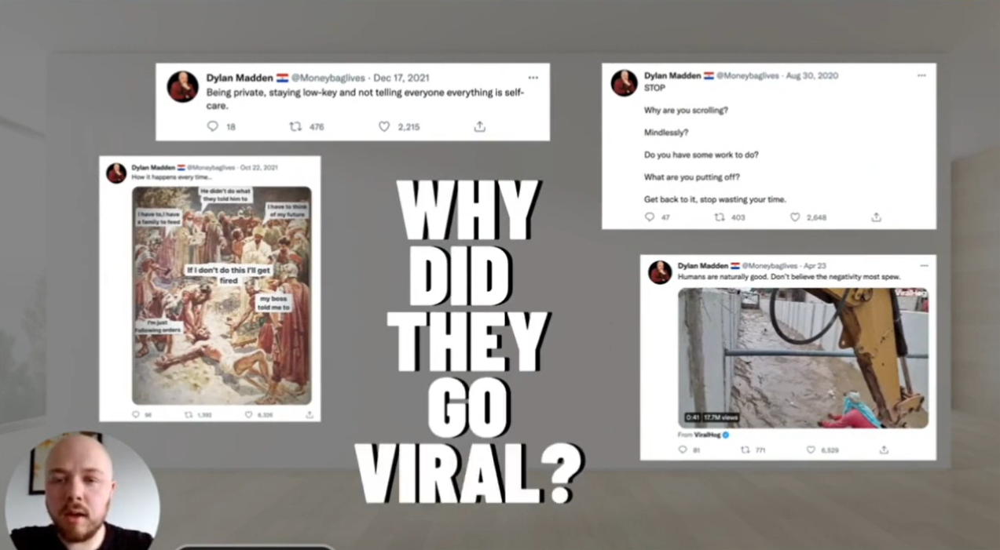 Dylan Madden @Moneybaglives · Dec 17, 2021
Being private, staying low-key and not telling everyone everything is self-
care.
18 476 2,215
Dylan Madden @Moneybaglives · Aug 30, 2020
STOP
Why are you scrolling?
Mindlessly?
Do you have some work to do?
What are you putting off?
Get back to it, stop wasting your time.
47 403 2,648
Dylan Madden @Moneybaglives · Oct 22, 2021
How it happens every time...
He didn't do what
they told him to
I have to,I have
a family to feed
I have to think
of my future
If I don't do this I'll get
fired
my boss
told me to
I'm just
Following orders
1,392
WHY
DID
THEY
GO
VIRAL?
Dylan Madden @Moneybaglives · Apr 23
Humans are naturally good. Don't believe the negativity most spew.
ViralHog
0:41 17.7M views
From ViralHog
81 771 6,529